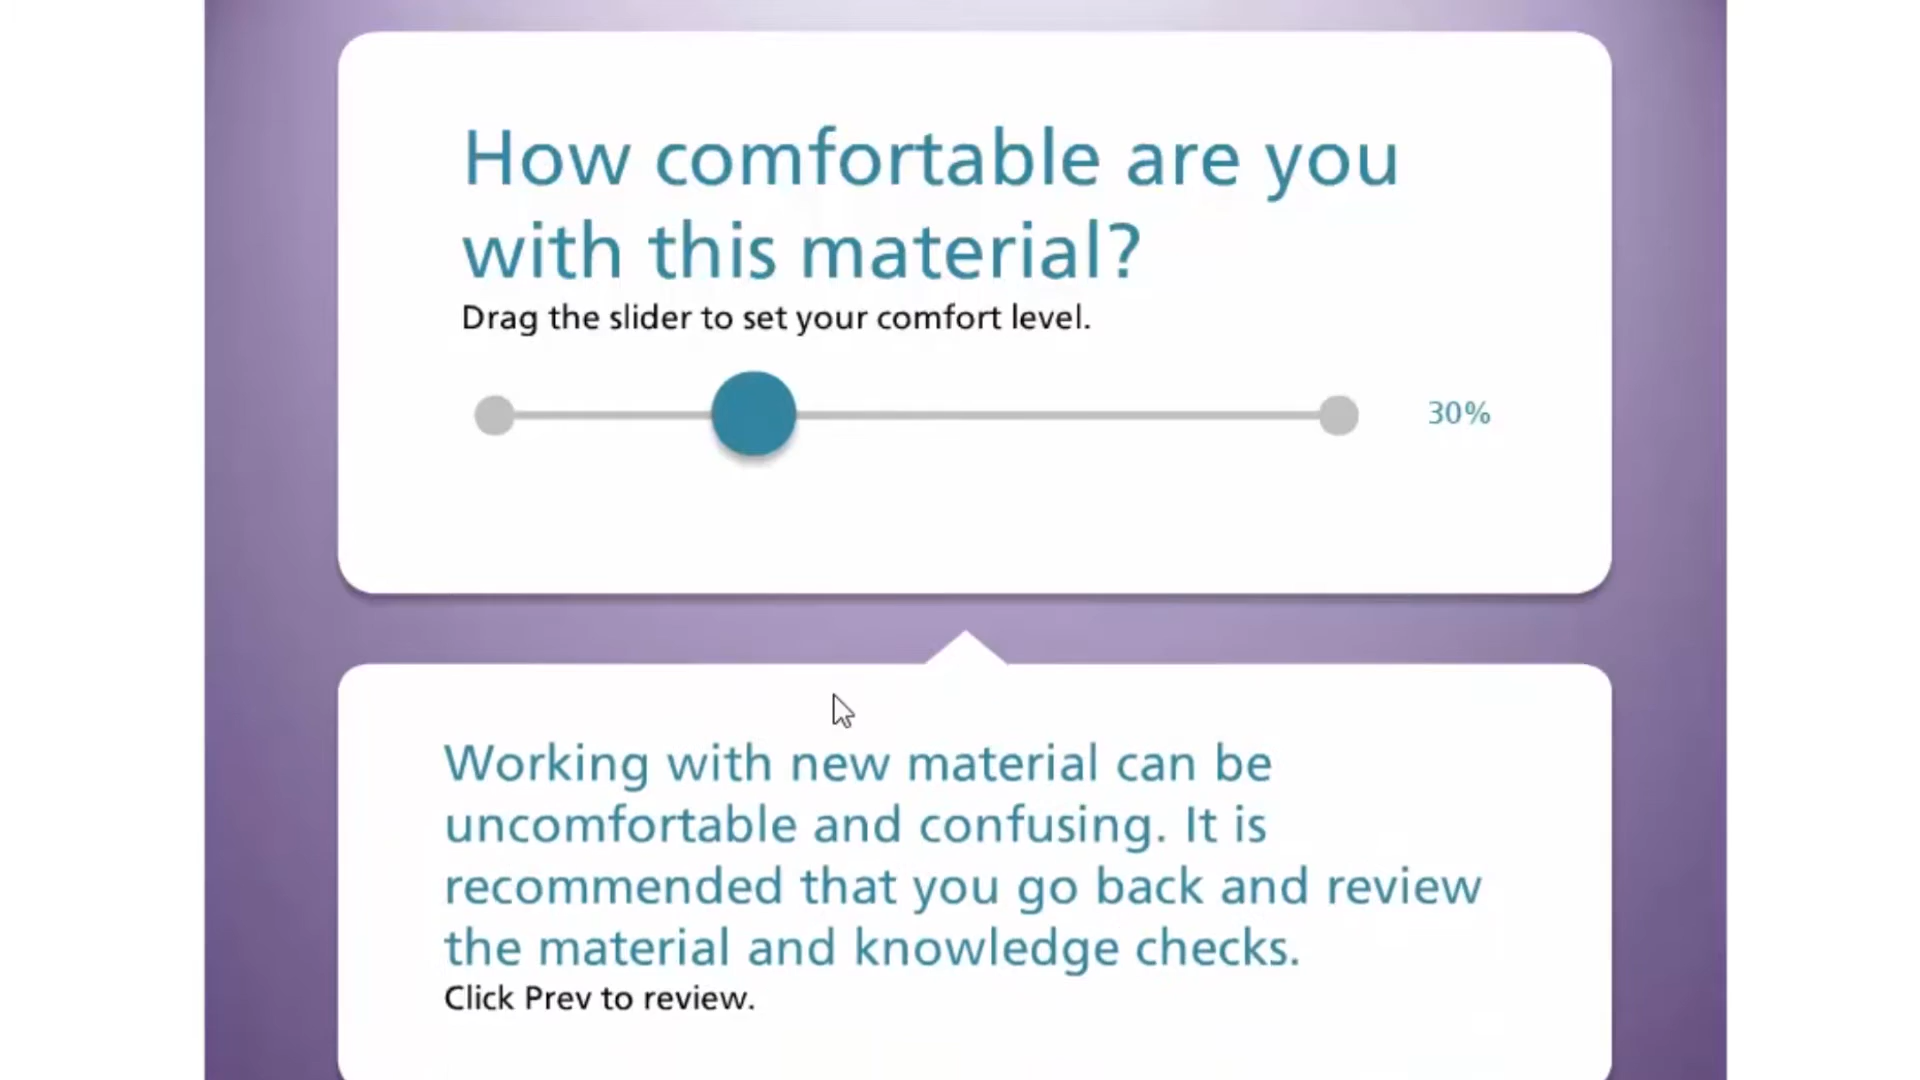 How comfortable are you
with this material?
Drag the slider to set your comfort level.
30%
Working with new material can be
uncomfortable and confusing. It is
recommended that you go back and review
the material and knowledge checks.
Click Prev to review.